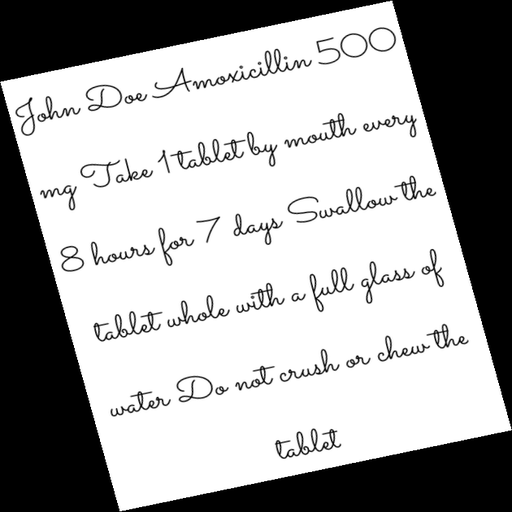 John Doe Amoxicillin 500
mg Take 1 tablet by mouth every
8 hours for 7 days Swallow the
tablet whole with a full glass of
water Do not crush or chew the
tablet